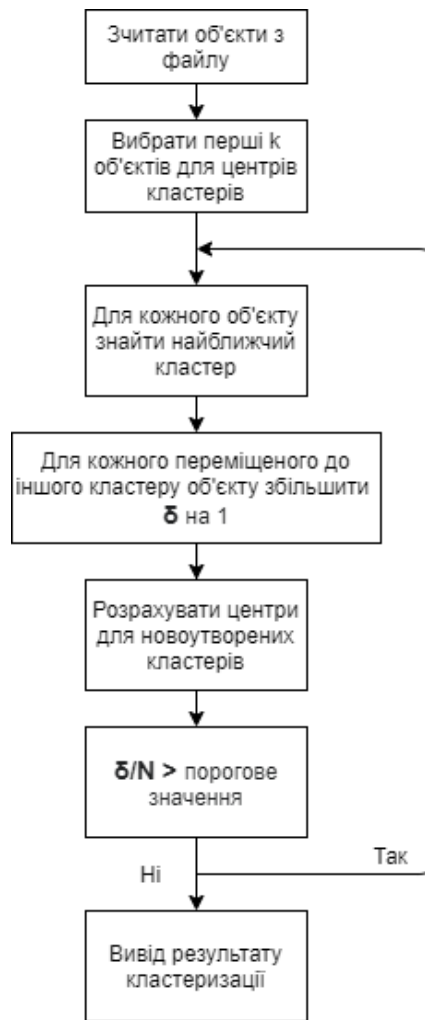 Зчитати об'єкти з
файлу
Вибрати перші k
об'єктів для центрів
кластерів
Для кожного об'єкту
знайти найближчий
кластер
Для кожного переміщеного до
іншого кластеру об'єкту збільшити
δ на 1
Розрахувати центри
для новоутворених
кластерів
δ/N > порогове
значення
Так
Ні
Вивід результату
кластеризації